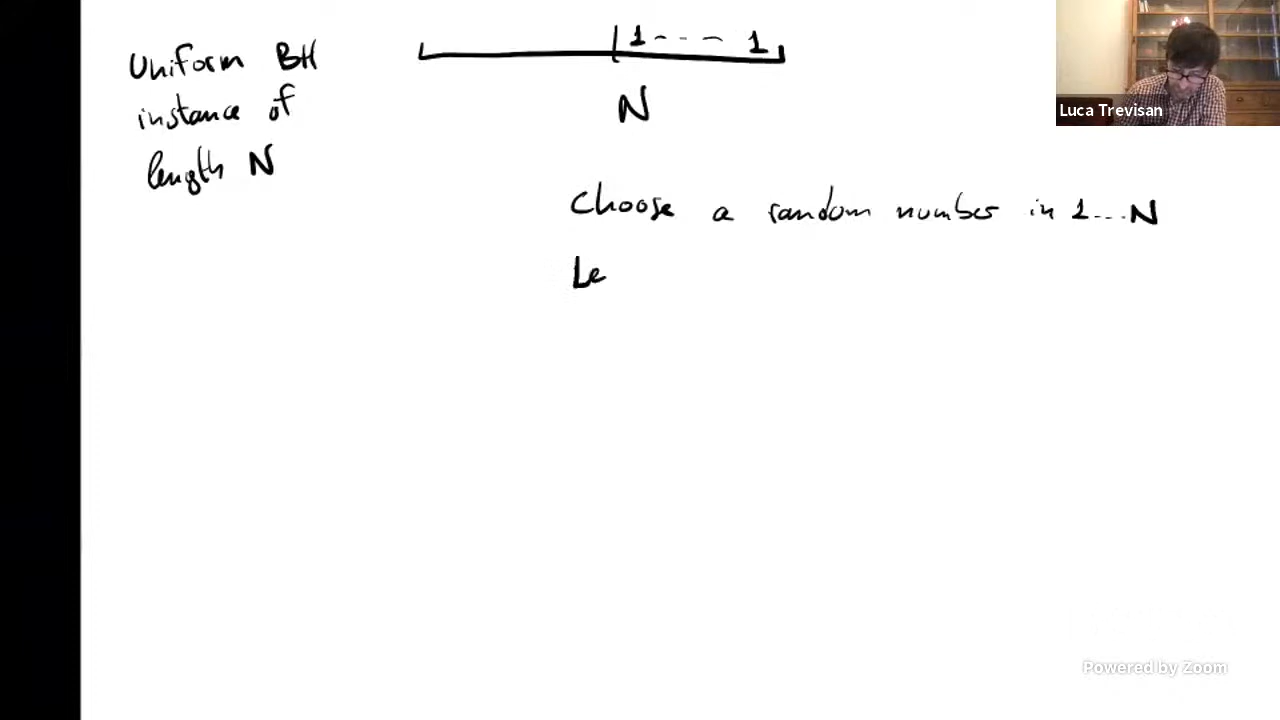 Uniform BH
instance of
length N
1 - - - 1
N
Luca Trevisan
Choose a random number in 1...N
Le
Powered by Zoom